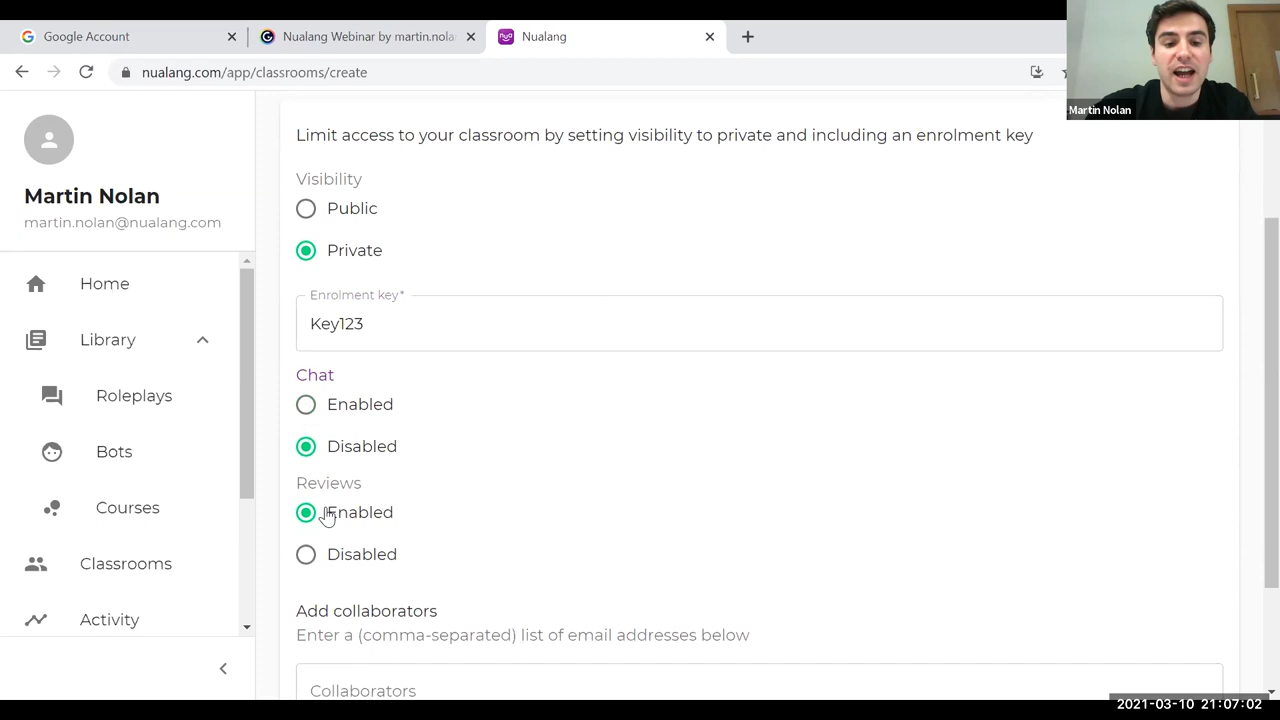 Google Account
Nualang Webinar by martin.nola
Nualang
nualang.com/app/classrooms/create
Martin Nolan
Martin Nolan
martin.nolan@nualang.com
Home
Library
Roleplays
Bots
Courses
Classrooms
Activity
Limit access to your classroom by setting visibility to private and including an enrolment key
Visibility
Public
Private
Enrolment key*
Key123
Chat
Enabled
Disabled
Reviews
Enabled
Disabled
Add collaborators
Enter a (comma-separated) list of email addresses below
Collaborators
2021-03-10 21:07:02